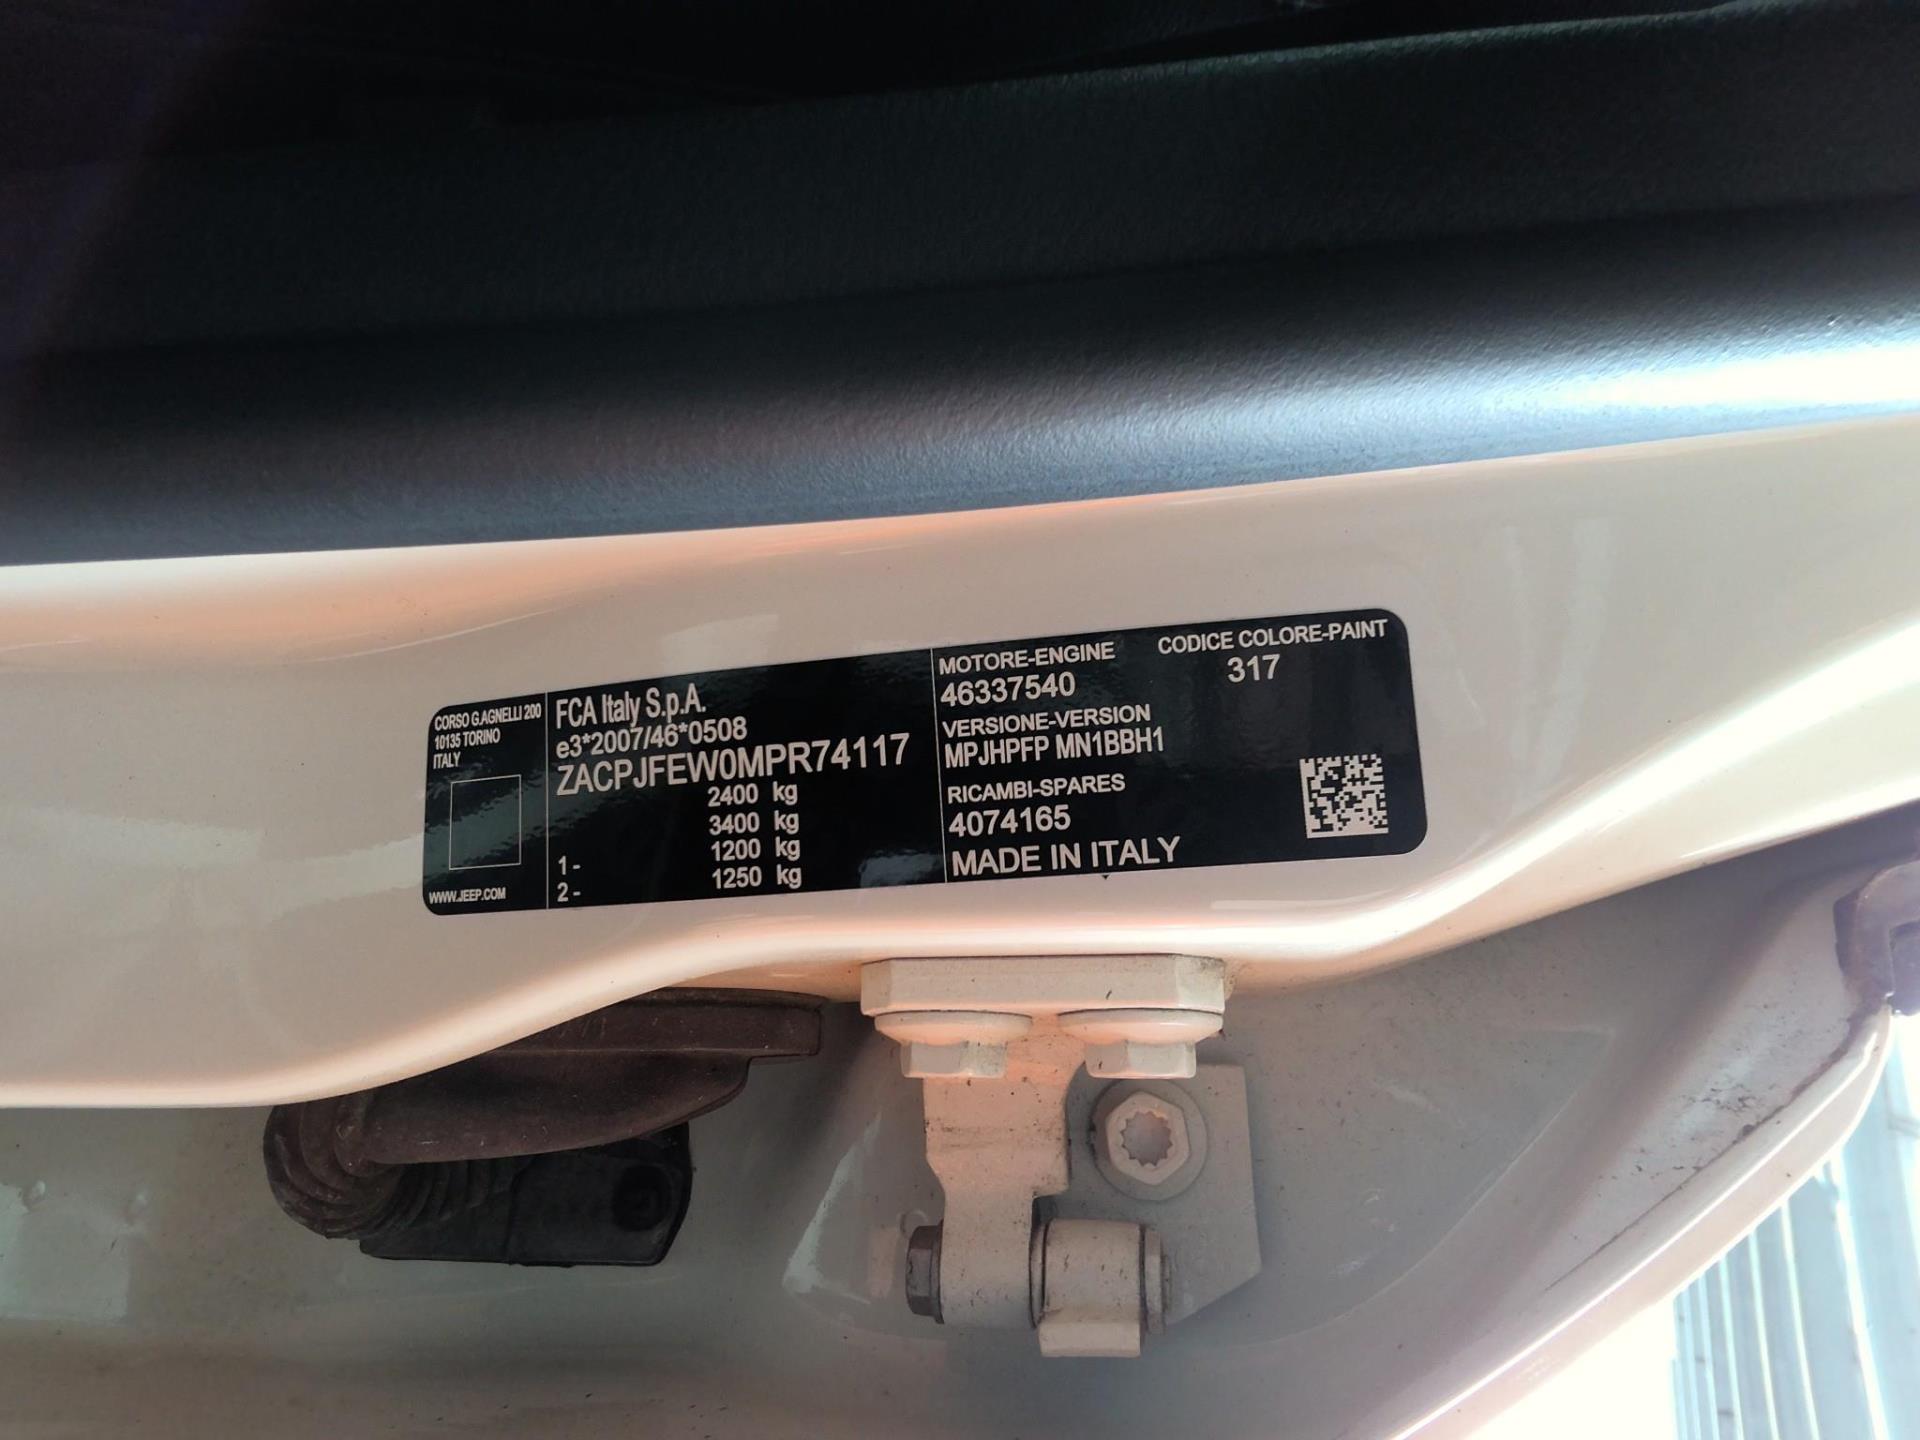 CORSO G.AGNELLI 200
10135 TORINO
ITALY
WWW.JEEP.COM
FCA Italy S.p.A.
e3*2007/46*0508
ZACPJFEW0MPR74117
2400 kg
3400 kg
1 - 1200 kg
2 - 1250 kg
MOTORE-ENGINE
46337540
CODICE COLORE-PAINT
317
VERSIONE-VERSION
MPJHPFP MN1BBH1
RICAMBI-SPARES
4074165
MADE IN ITALY